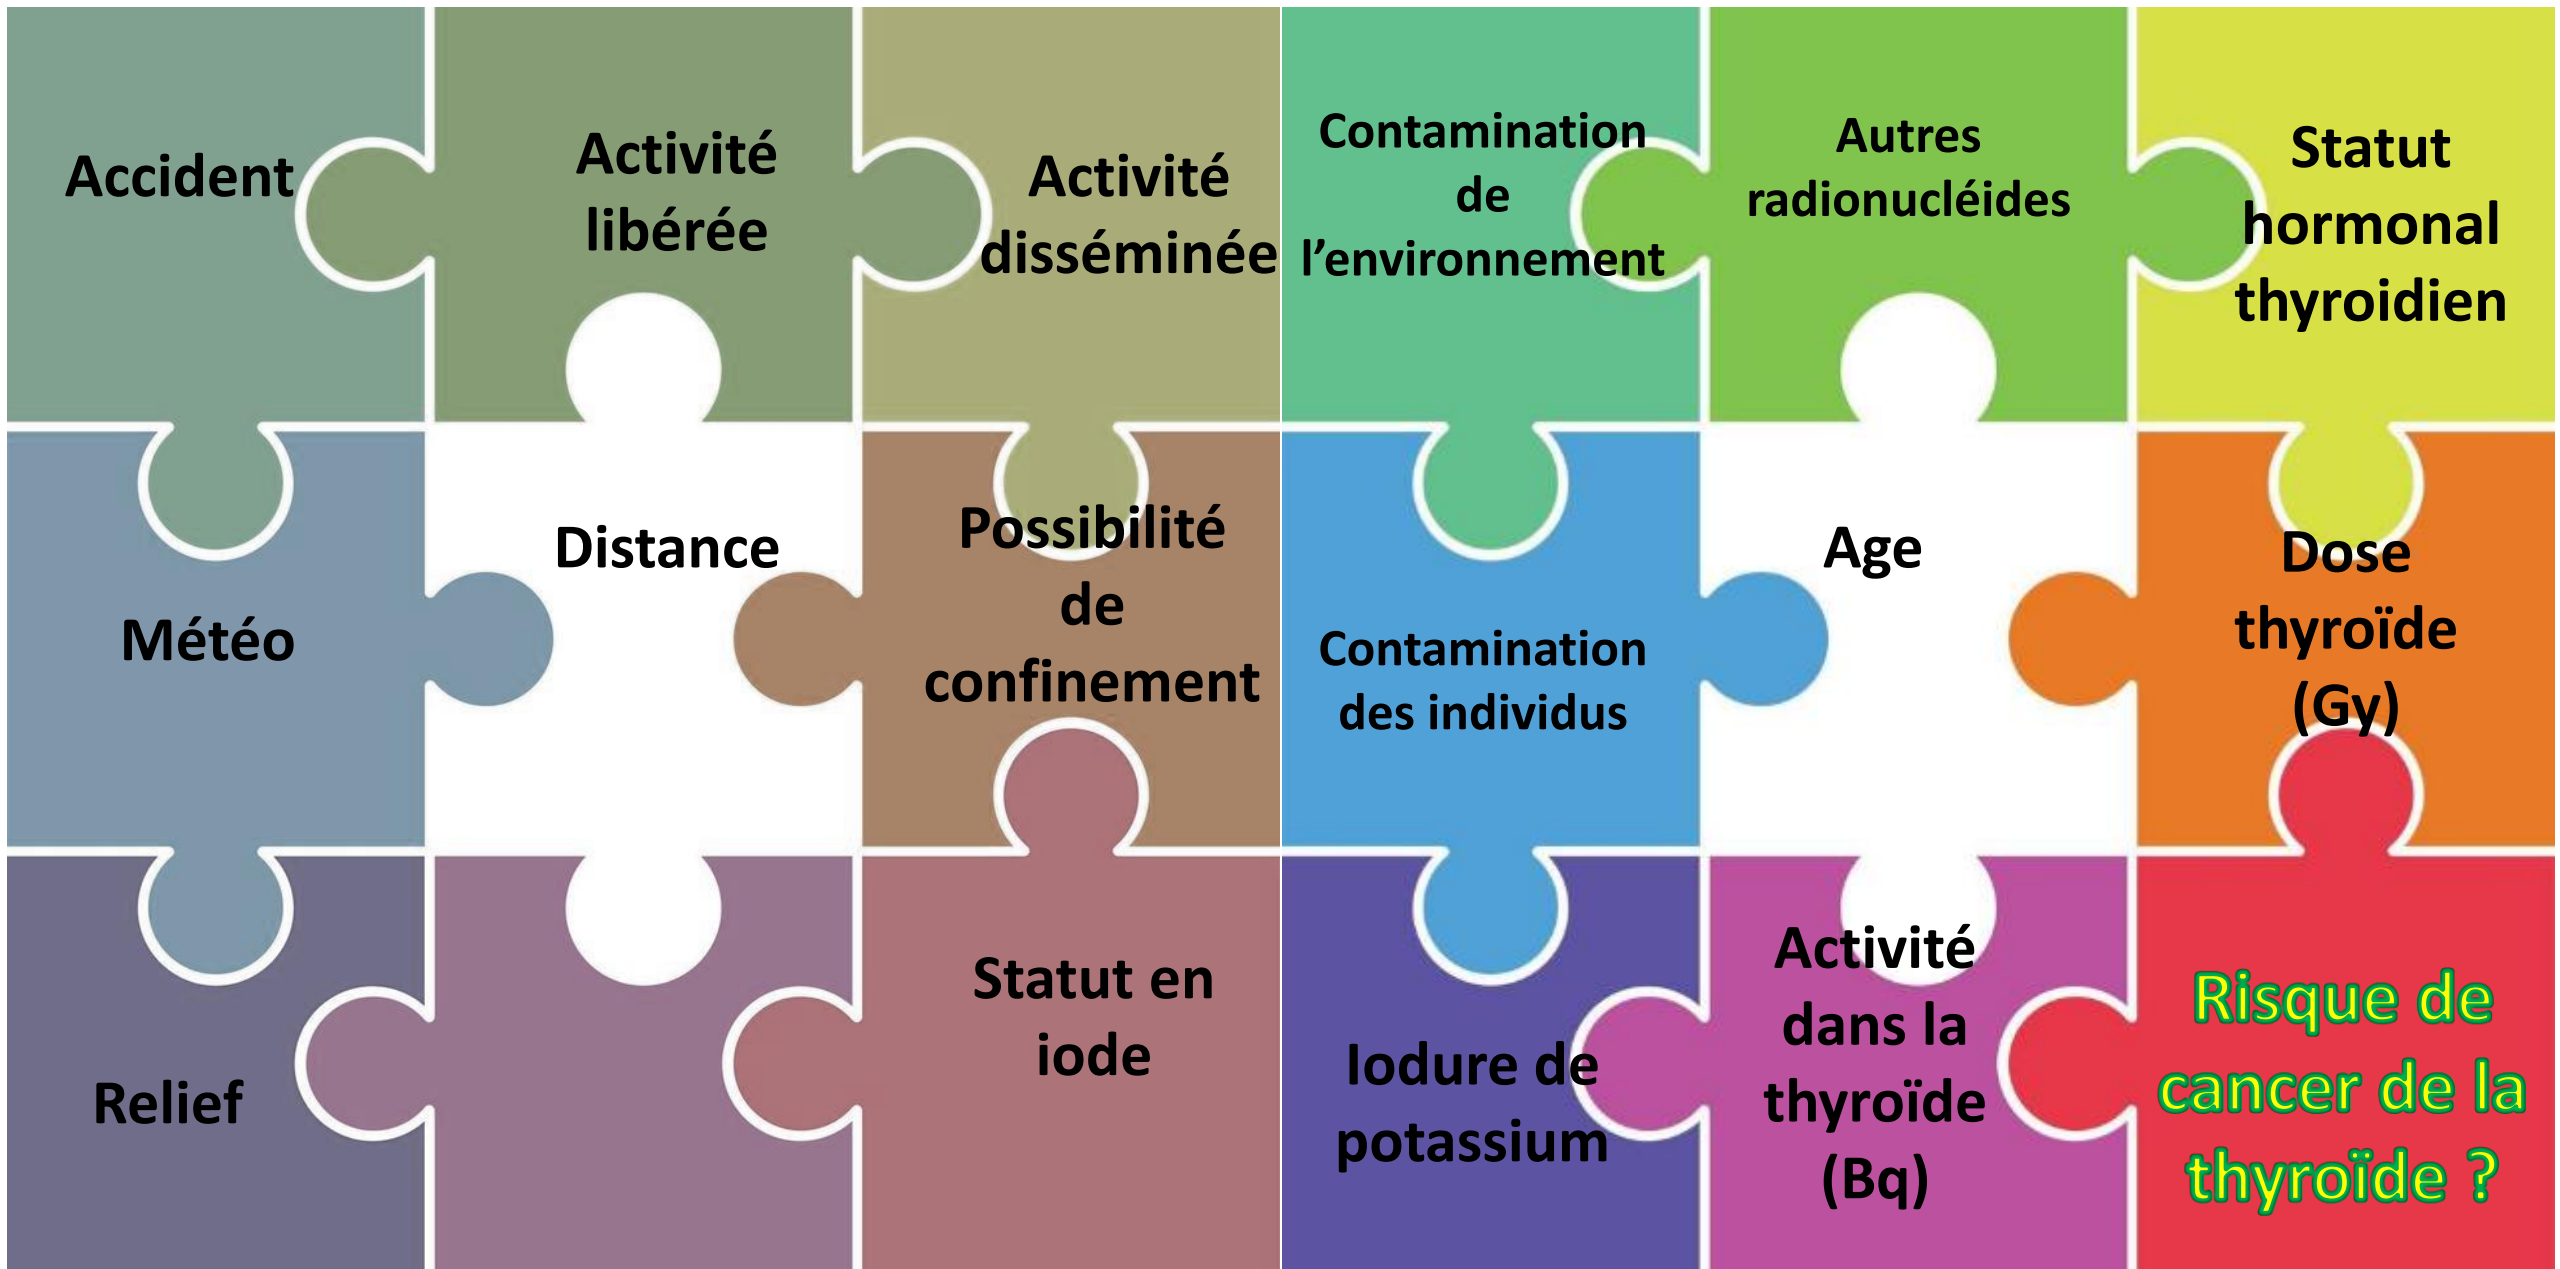 Accident
Activité
libérée
Activité
disséminée
Contamination
de
l’environnement
Autres
radionucléides
Statut
hormonal
thyroidien
Météo
Distance
Possibilité
de
confinement
Contamination
des individus
Age
Dose
thyroïde
(Gy)
Relief
Statut en
iode
Iodure de
potassium
Activité
dans la
thyroïde
(Bq)
Risque de
cancer de la
thyroïde ?